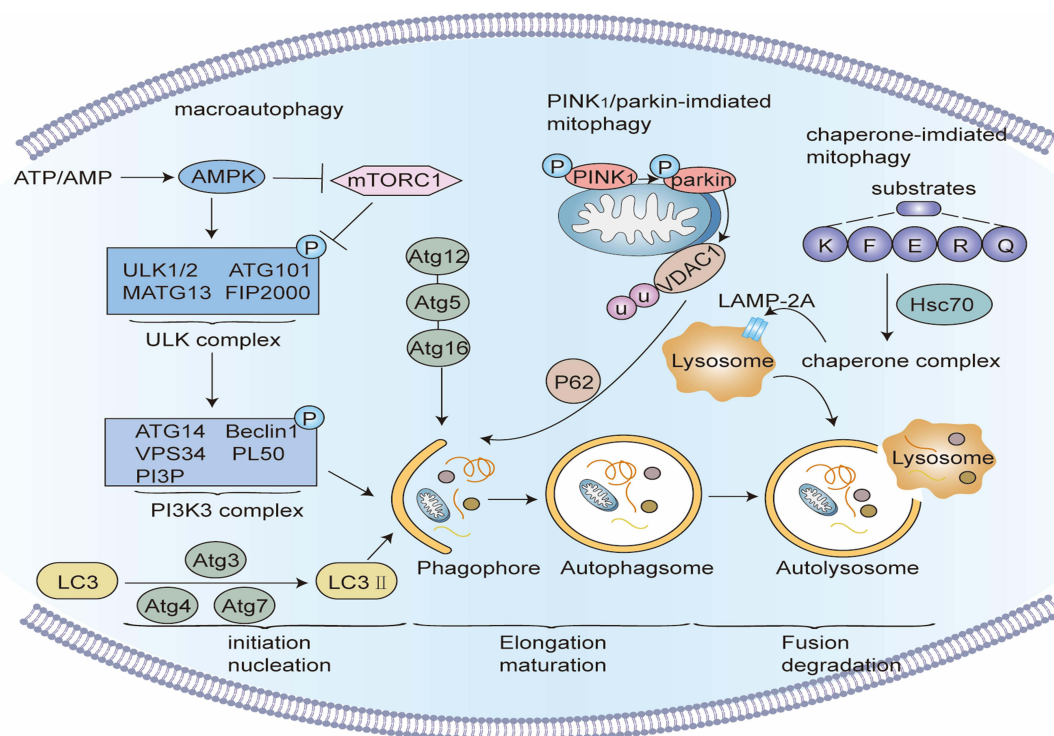 macroautophagy
ATP/AMP
AMPK
mTORC1
P
ULK1/2 ATG101
MATG13 FIP2000
ULK complex
P
ATG14 Beclin1
VPS34 PL50
PI3P
PI3K3 complex
LC3
Atg3
Atg4
Atg7
LC3 II
Atg12
Atg5
Atg16
PINK1/parkin-imdiated
mitophagy
P
PINK1
P
parkin
VDAC1
u
u
P62
chaperone-imdiated
mitophagy
substrates
K F E R Q
Hsc70
LAMP-2A
Lysosome
chaperone complex
Lysosome
Phagophore
Autophagsome
Autolysosome
initiation
nucleation
Elongation
maturation
Fusion
degradation